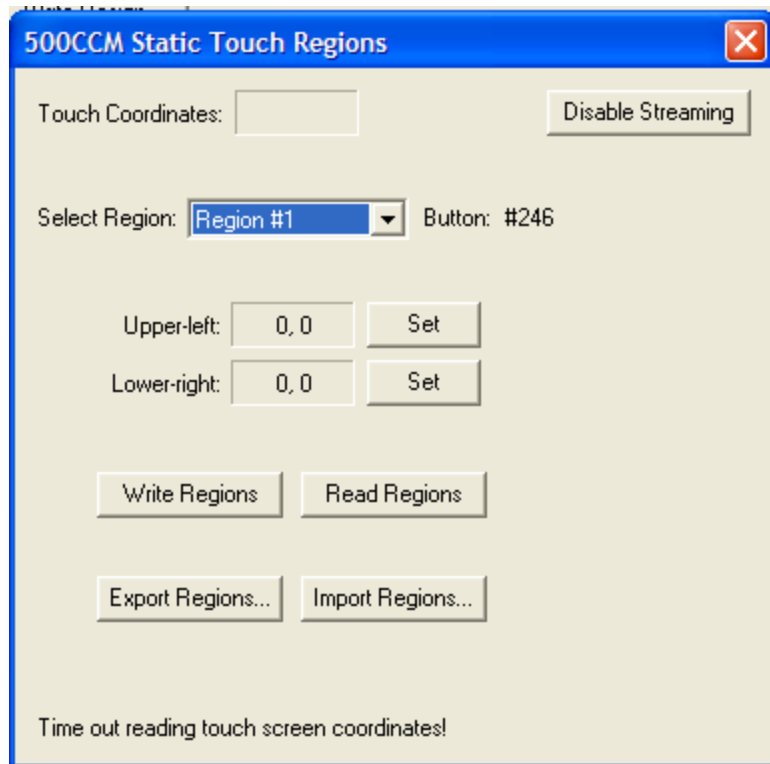 500CCM Static Touch Regions
Touch Coordinates: Disable Streaming
Select Region: Region #1 Button: #246
Upper-left: 0, 0 Set
Lower-right: 0, 0 Set
Write Regions Read Regions
Export Regions... Import Regions...
Time out reading touch screen coordinates!